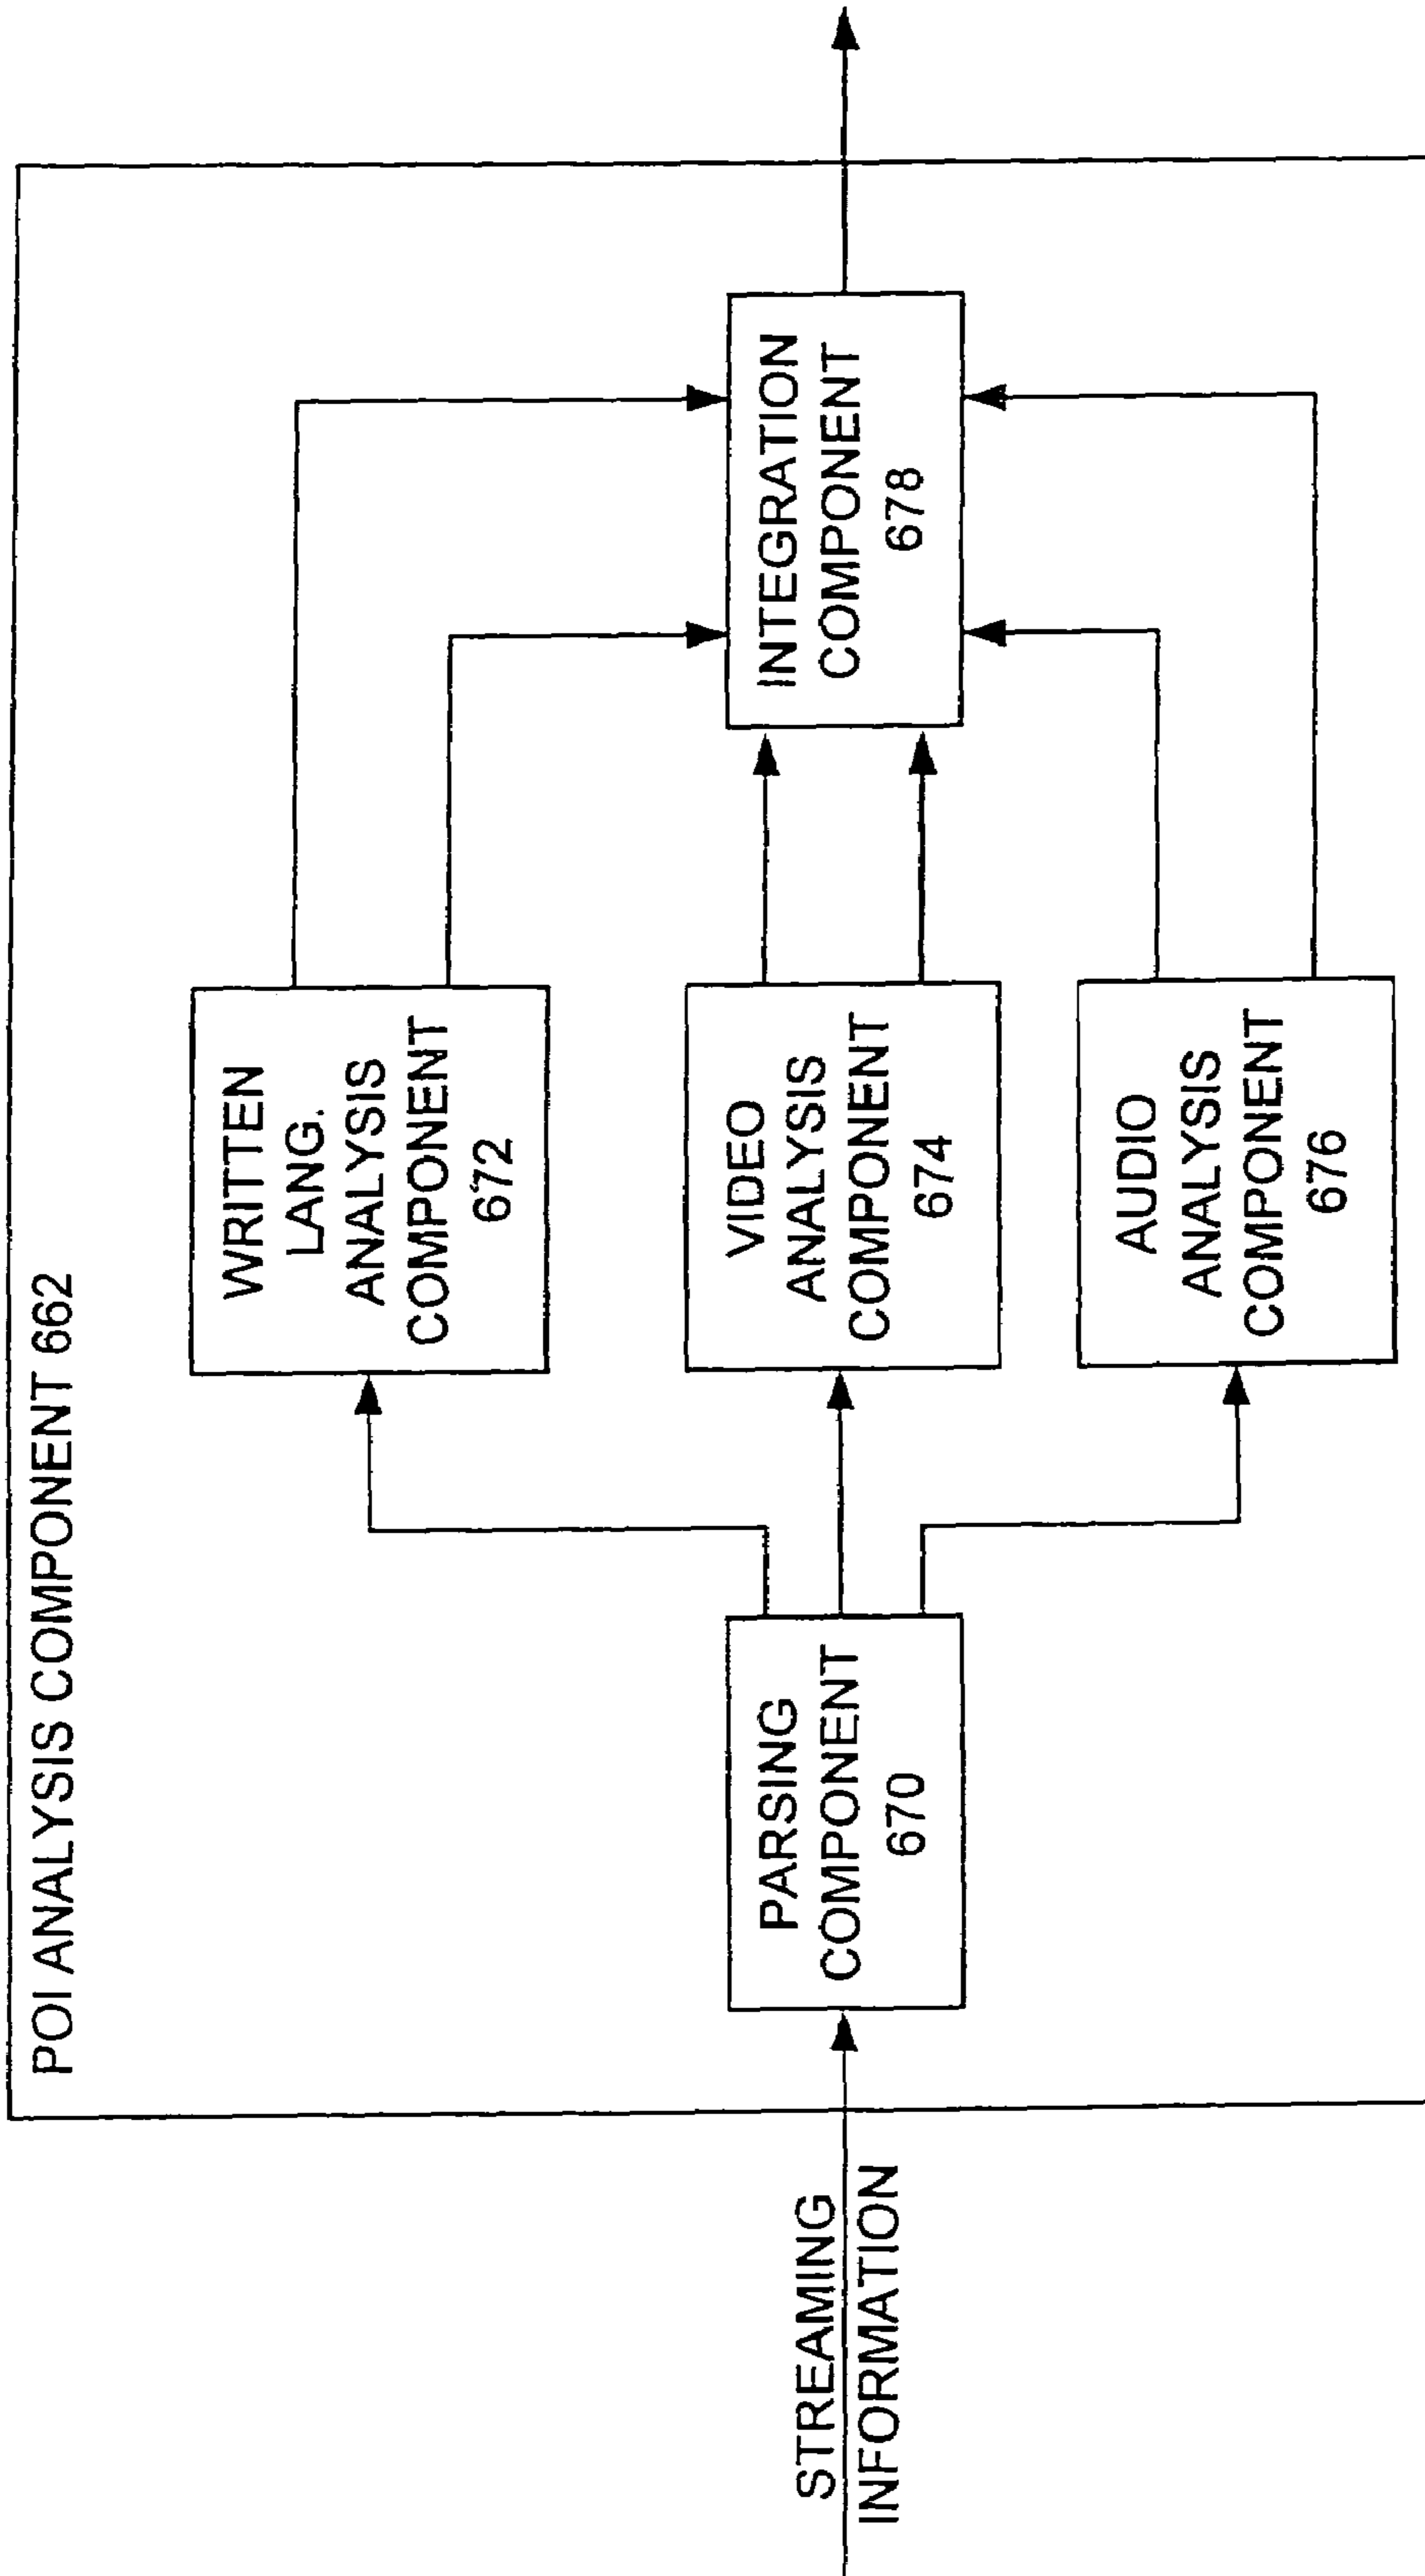 POI ANALYSIS COMPONENT 662
STREAMING
INFORMATION
PARSING
COMPONENT
670
WRITTEN
LANG.
ANALYSIS
COMPONENT
672
VIDEO
ANALYSIS
COMPONENT
674
AUDIO
ANALYSIS
COMPONENT
676
INTEGRATION
COMPONENT
678